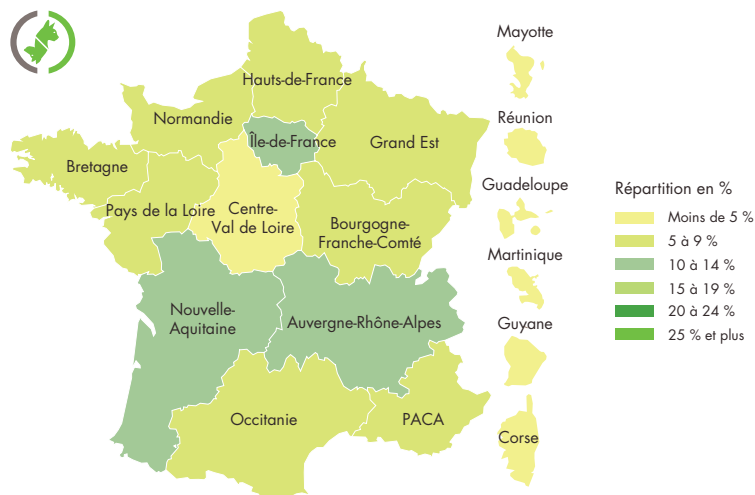 Hauts-de-France
Normandie
Île-de-France
Grand Est
Bretagne
Pays de la Loire
Centre-
Val de Loire
Bourgogne-
Franche-Comté
Nouvelle-
Aquitaine
Auvergne-Rhône-Alpes
Occitanie
PACA
Mayotte
Réunion
Guadeloupe
Martinique
Guyane
Corse
Répartition en %
Moins de 5 %
5 à 9 %
10 à 14 %
15 à 19 %
20 à 24 %
25 % et plus